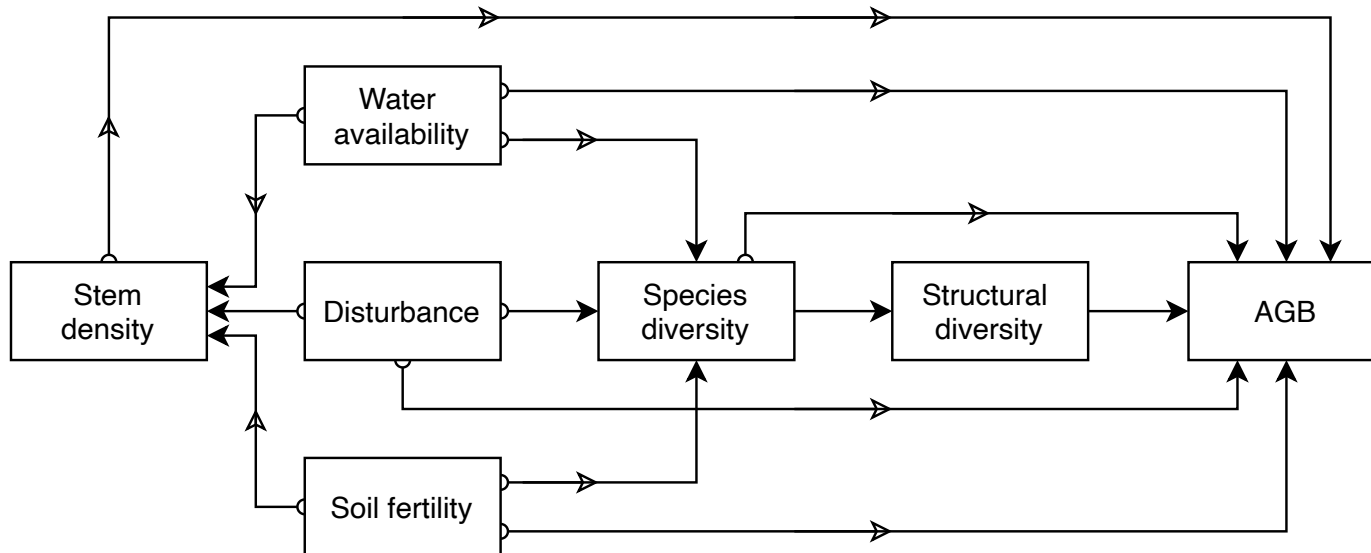 Water
availability
Stem
density
Disturbance
Species
diversity
Structural
diversity
AGB
Soil fertility